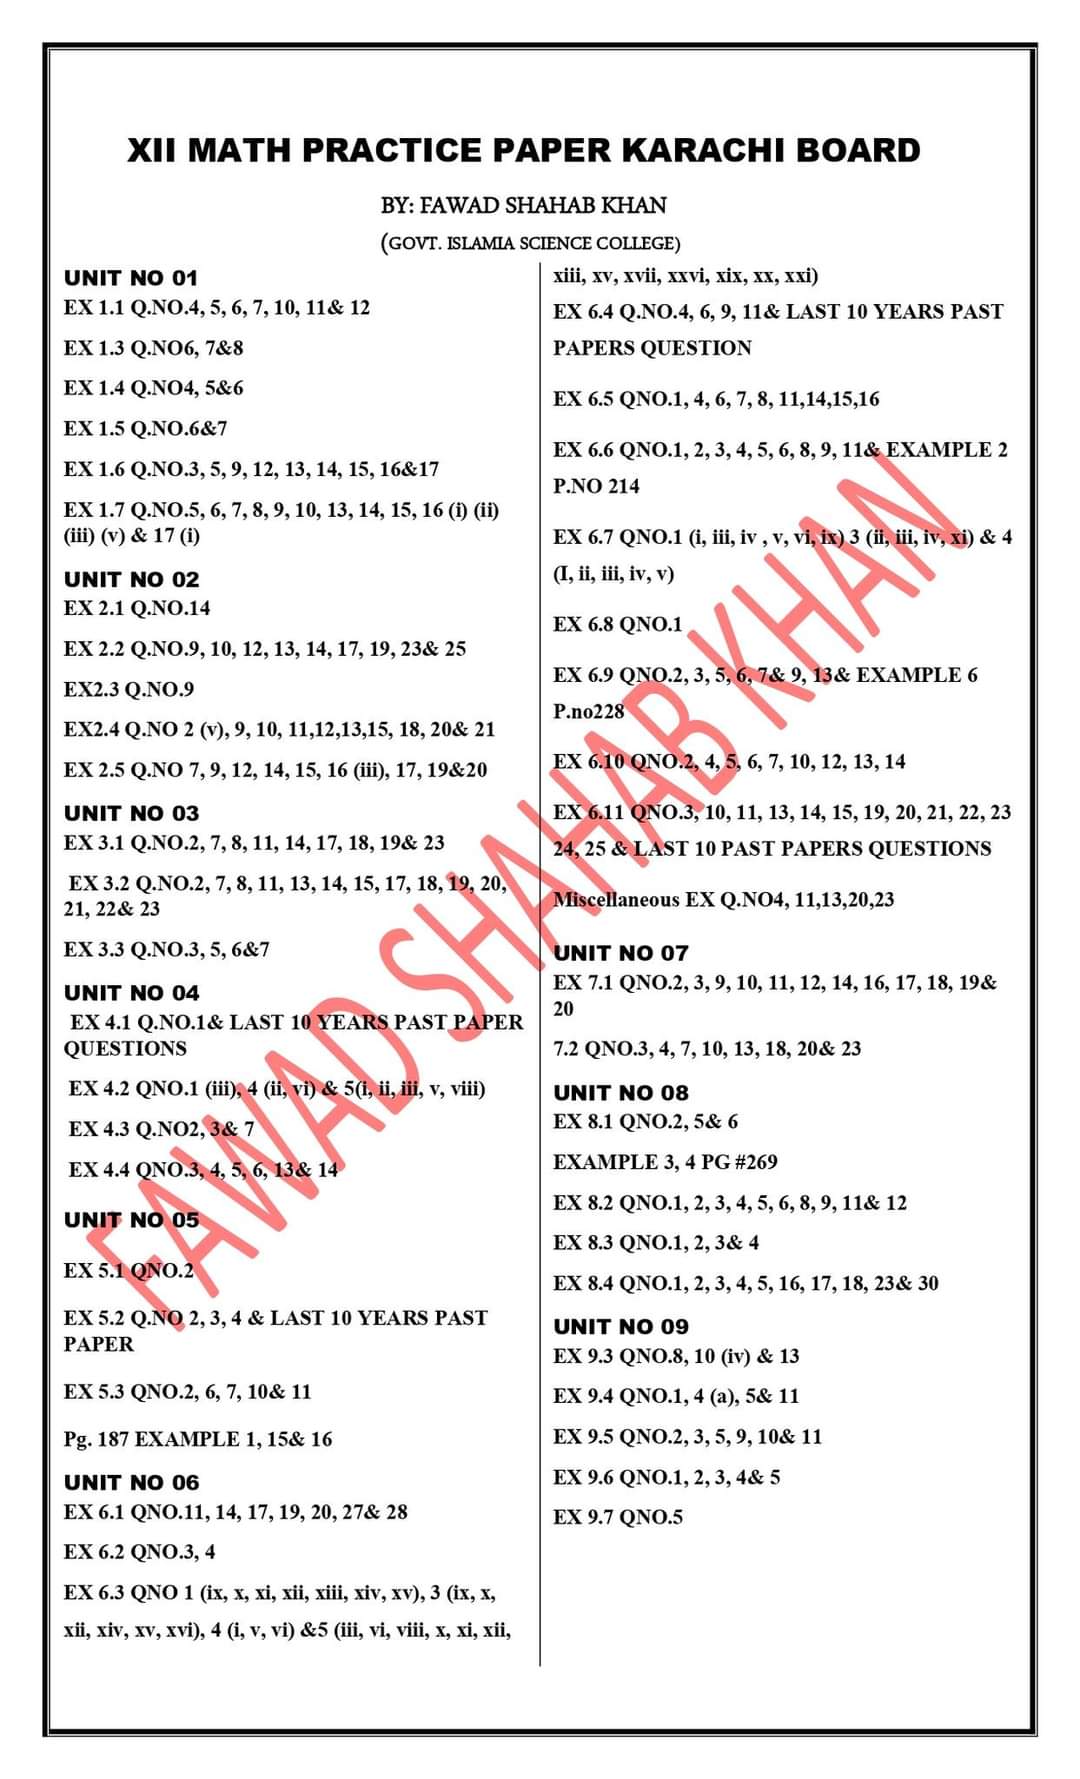 XII MATH PRACTICE PAPER KARACHI BOARD
BY: FAWAD SHAHAB KHAN
(GOVT. ISLAMIA SCIENCE COLLEGE)
UNIT NO 01
EX 1.1 Q.NO.4, 5, 6, 7, 10, 11& 12
EX 1.3 Q.NO6, 7&8
EX 1.4 Q.NO4, 5&6
EX 1.5 Q.NO.6&7
EX 1.6 Q.NO.3, 5, 9, 12, 13, 14, 15, 16&17
EX 1.7 Q.NO.5, 6, 7, 8, 9, 10, 13, 14, 15, 16 (i) (ii)
(iii) (v) & 17 (i)
UNIT NO 02
EX 2.1 Q.NO.14
EX 2.2 Q.NO.9, 10, 12, 13, 14, 17, 19, 23& 25
EX2.3 Q.NO.9
EX2.4 Q.NO 2 (v), 9, 10, 11,12,13,15, 18, 20& 21
EX 2.5 Q.NO 7, 9, 12, 14, 15, 16 (iii), 17, 19&20
UNIT NO 03
EX 3.1 Q.NO.2, 7, 8, 11, 14, 17, 18, 19& 23
EX 3.2 Q.NO.2, 7, 8, 11, 13, 14, 15, 17, 18, 19, 20,
21, 22& 23
EX 3.3 Q.NO.3, 5, 6&7
UNIT NO 04
EX 4.1 Q.NO.1& LAST 10 YEARS PAST PAPER
QUESTIONS
EX 4.2 QNO.1 (iii), 4 (ii, vi) & 5(i, ii, iii, v, viii)
EX 4.3 Q.NO2, 3& 7
EX 4.4 QNO.3, 4, 5, 6, 13& 14
UNIT NO 05
EX 5.1 QNO.2
EX 5.2 Q.NO 2, 3, 4 & LAST 10 YEARS PAST
PAPER
EX 5.3 QNO.2, 6, 7, 10& 11
Pg. 187 EXAMPLE 1, 15& 16
UNIT NO 06
EX 6.1 QNO.11, 14, 17, 19, 20, 27& 28
EX 6.2 QNO.3, 4
EX 6.3 QNO 1 (ix, x, xi, xii, xiii, xiv, xv), 3 (ix, x,
xii, xiv, xv, xvi), 4 (i, v, vi) &5 (iii, vi, viii, x, xi, xii,
xiii, xv, xvii, xxvi, xix, xx, xxi)
EX 6.4 Q.NO.4, 6, 9, 11& LAST 10 YEARS PAST
PAPERS QUESTION
EX 6.5 QNO.1, 4, 6, 7, 8, 11,14,15,16
EX 6.6 QNO.1, 2, 3, 4, 5, 6, 8, 9, 11& EXAMPLE 2
P.NO 214
EX 6.7 QNO.1 (i, iii, iv , v, vi, ix) 3 (ii, iii, iv, xi) & 4
(I, ii, iii, iv, v)
EX 6.8 QNO.1
EX 6.9 QNO.2, 3, 5, 6, 7& 9, 13& EXAMPLE 6
P.no228
EX 6.10 QNO.2, 4, 5, 6, 7, 10, 12, 13, 14
EX 6.11 QNO.3, 10, 11, 13, 14, 15, 19, 20, 21, 22, 23
24, 25 & LAST 10 PAST PAPERS QUESTIONS
Miscellaneous EX Q.NO4, 11,13,20,23
UNIT NO 07
EX 7.1 QNO.2, 3, 9, 10, 11, 12, 14, 16, 17, 18, 19&
20
7.2 QNO.3, 4, 7, 10, 13, 18, 20& 23
UNIT NO 08
EX 8.1 QNO.2, 5& 6
EXAMPLE 3, 4 PG #269
EX 8.2 QNO.1, 2, 3, 4, 5, 6, 8, 9, 11& 12
EX 8.3 QNO.1, 2, 3& 4
EX 8.4 QNO.1, 2, 3, 4, 5, 16, 17, 18, 23& 30
UNIT NO 09
EX 9.3 QNO.8, 10 (iv) & 13
EX 9.4 QNO.1, 4 (a), 5& 11
EX 9.5 QNO.2, 3, 5, 9, 10& 11
EX 9.6 QNO.1, 2, 3, 4& 5
EX 9.7 QNO.5
FAWAD SHAHAB KHAN